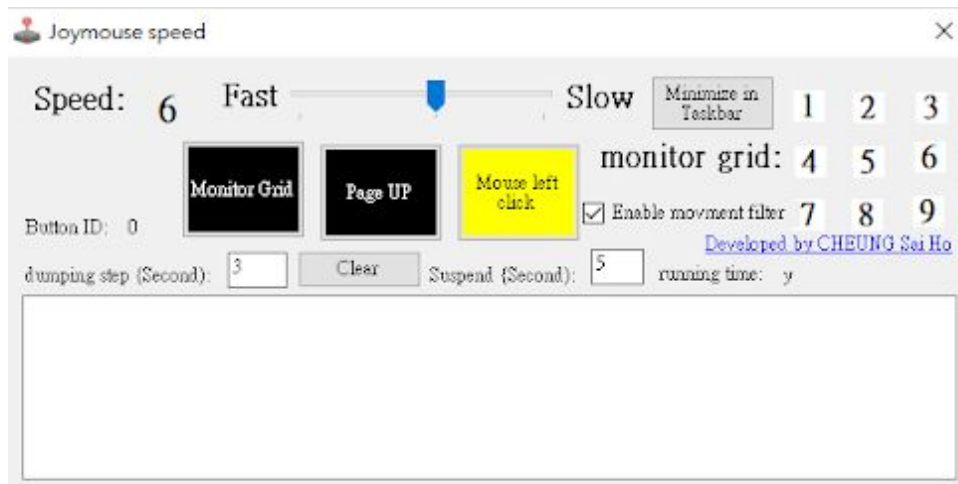 Joymouse speed
Speed: 6 Fast Slow Minimize in Taskbar 1 2 3
monitor grid: 4 5 6
Monitor Grid Page UP Mouse left click
Enable movment filter 7 8 9
Button ID: 0
Developed by CHEUNG Sai Ho
dumping step {Second): 3 Clear Suspend {Second): 5 running time: y